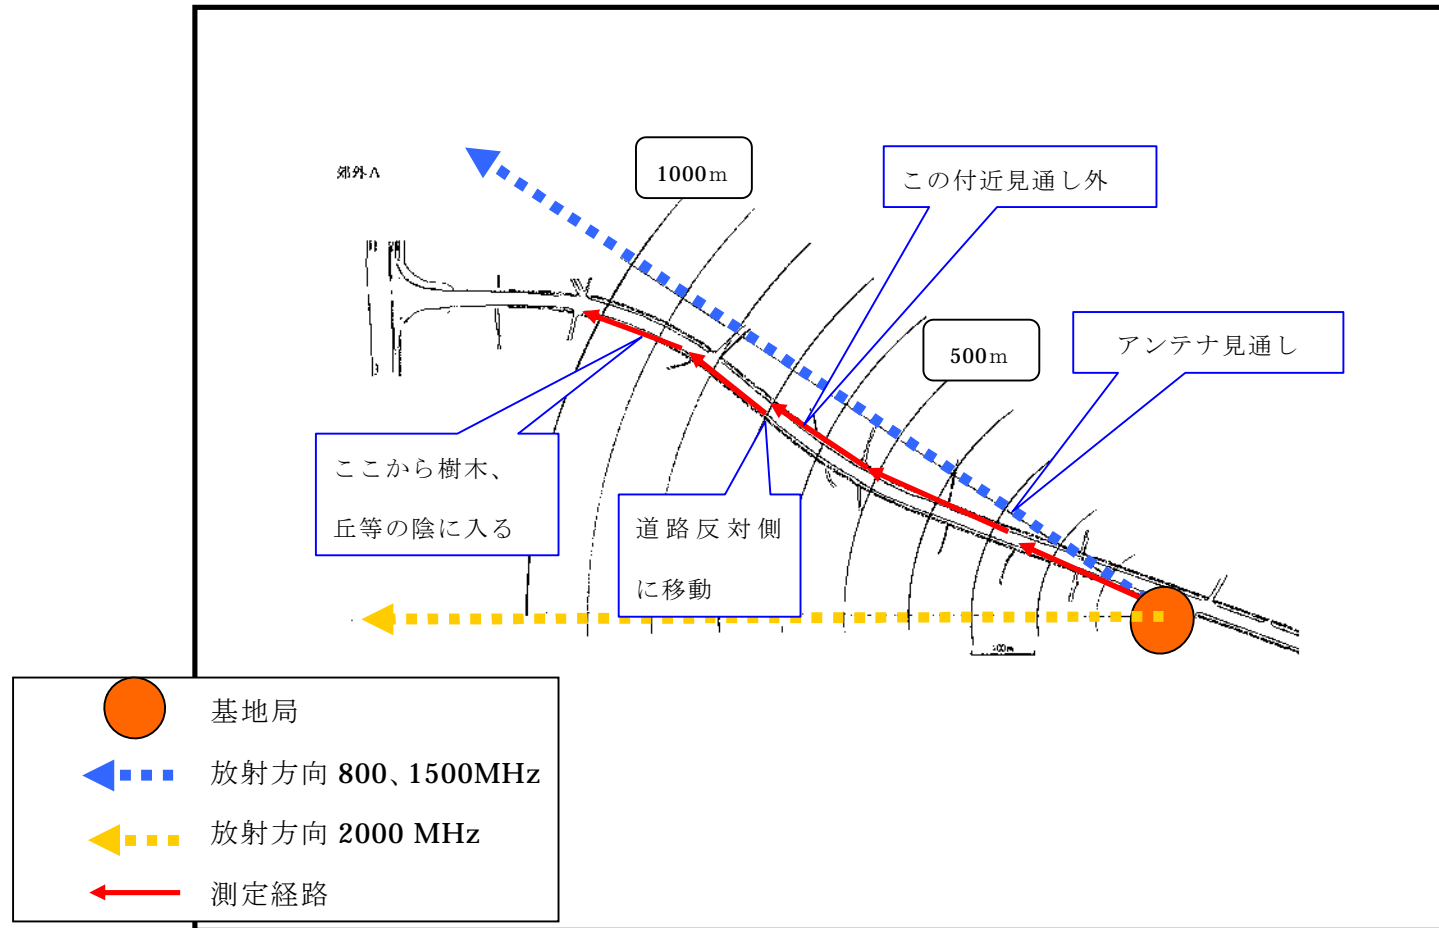 郊外A
1000m
この付近見通し外
500m
アンテナ見通し
ここから樹木、
丘等の陰に入る
道路反対側
に移動
100m
基地局
放射方向 800、1500MHz
放射方向 2000 MHz
測定経路